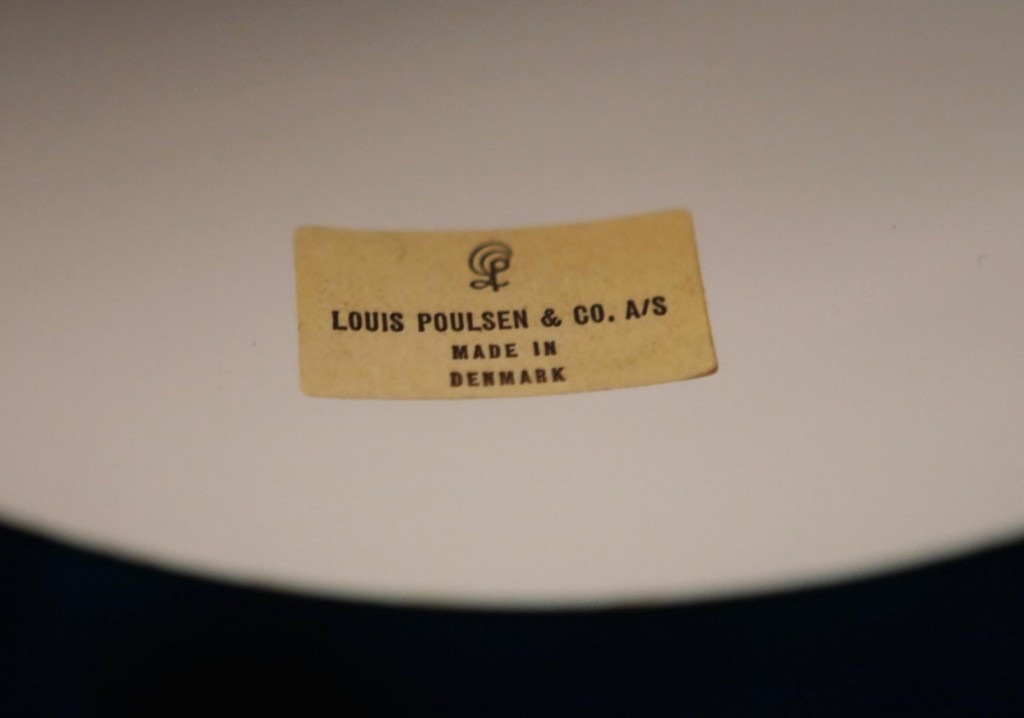 LOUIS POULSEN & CO. A/S
MADE IN
DENMARK